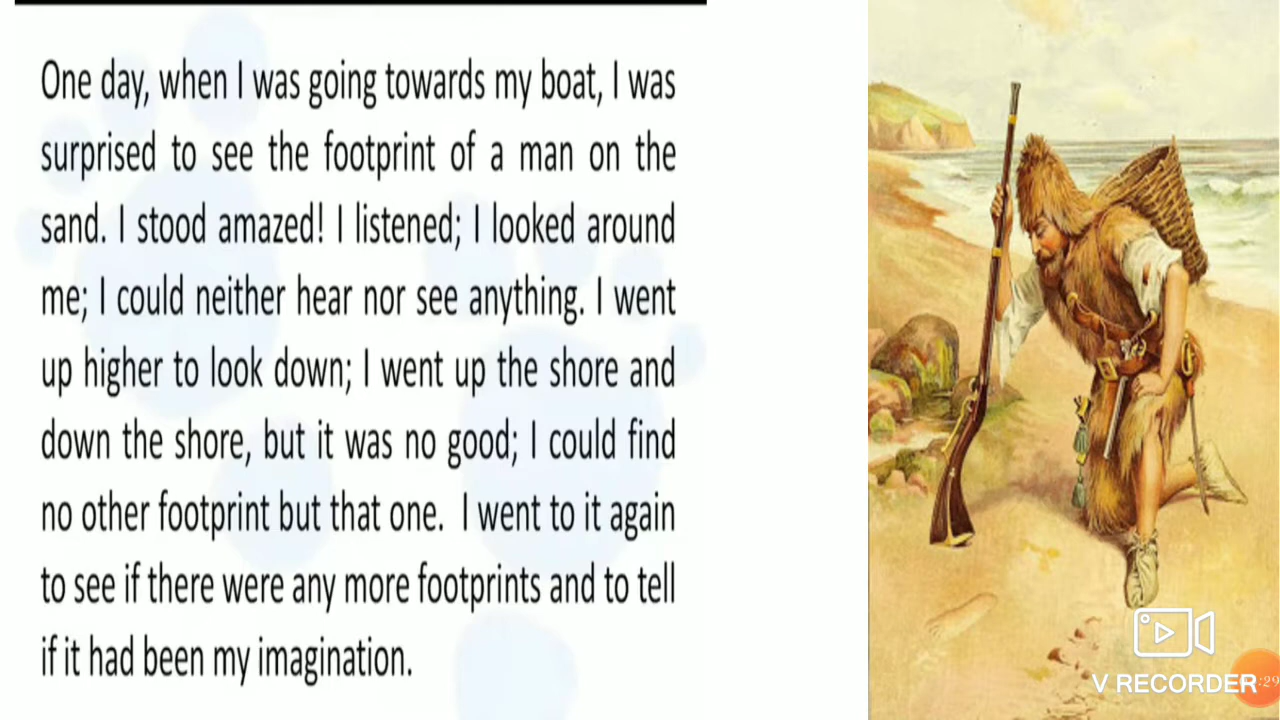 One day, when I was going towards my boat, I was
surprised to see the footprint of a man on the
sand. I stood amazed! I listened; I looked around
me; I could neither hear nor see anything. I went
up higher to look down; I went up the shore and
down the shore, but it was no good; I could find
no other footprint but that one. I went to it again
to see if there were any more footprints and to tell
if it had been my imagination.
V RECORDER
:29